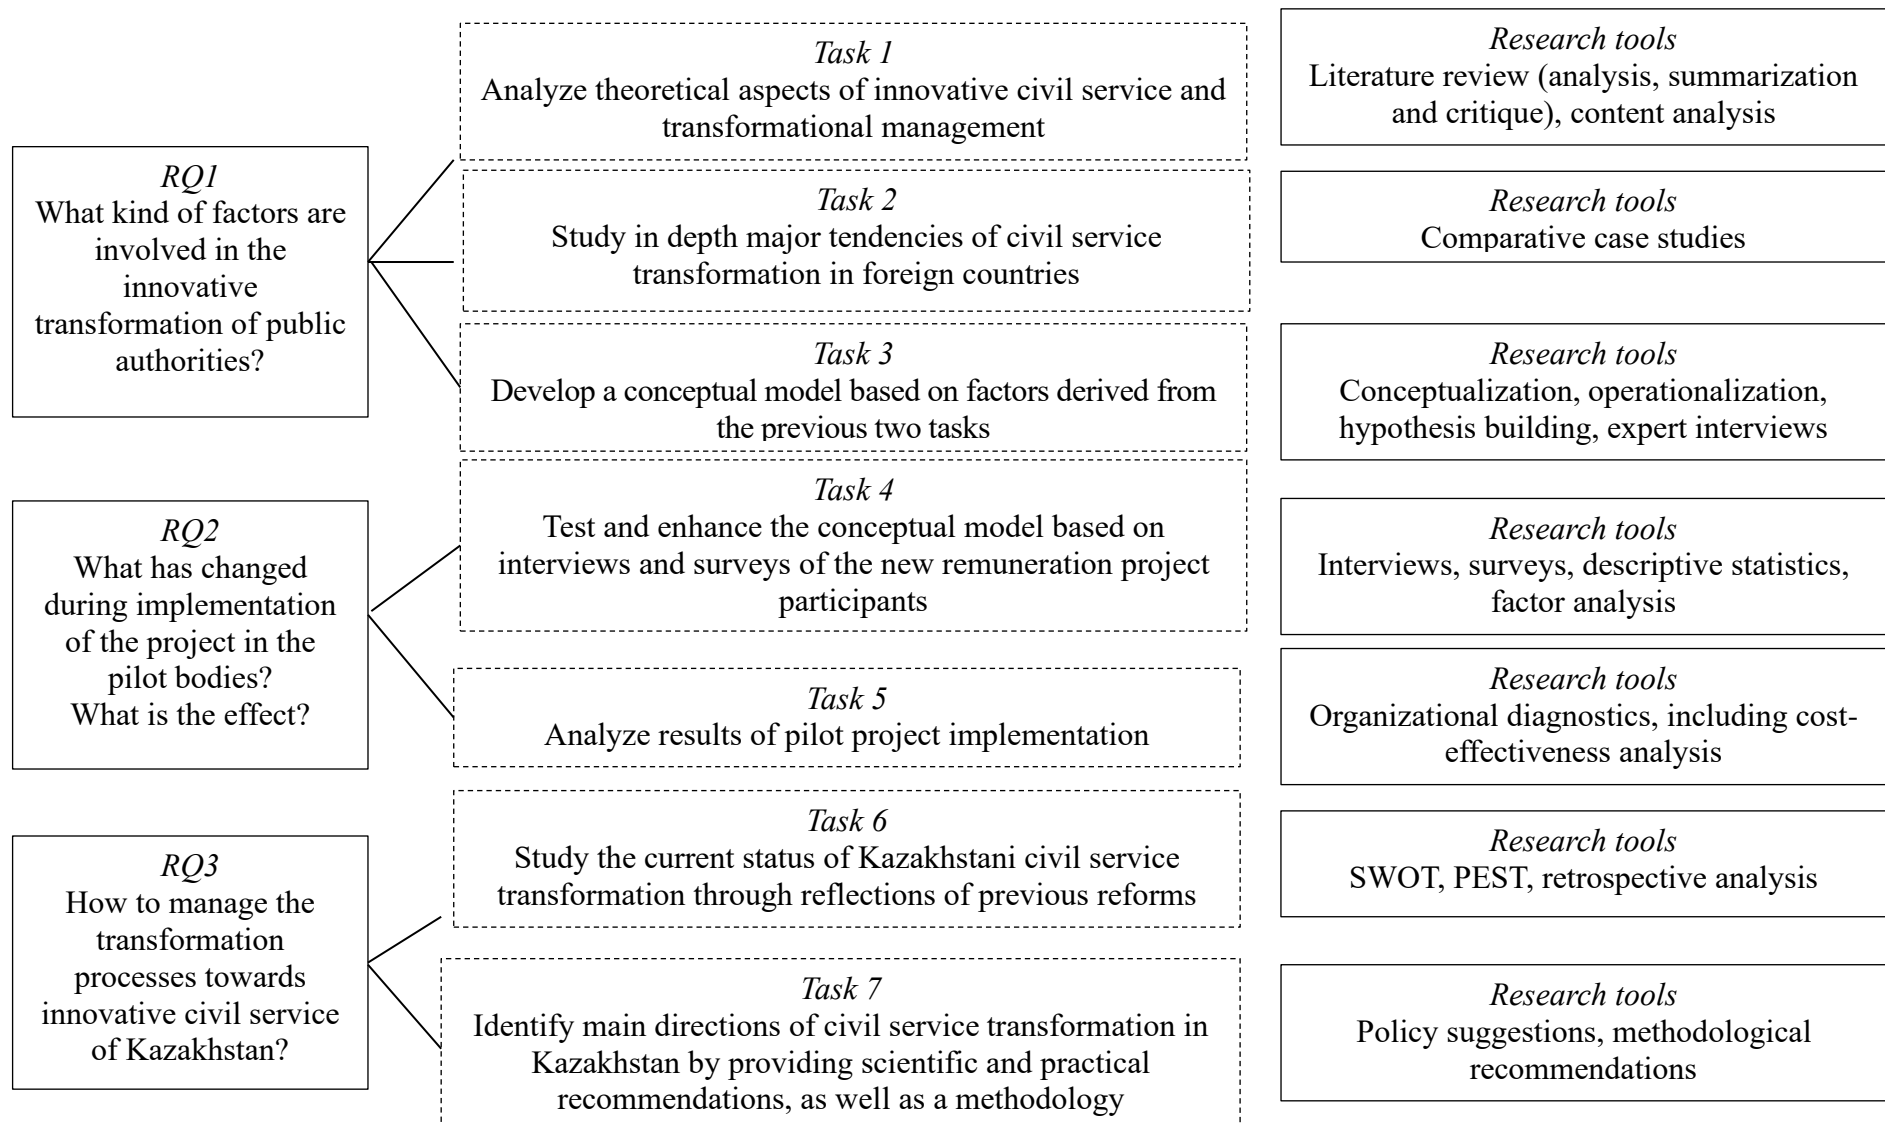 RQ1
What kind of factors are
involved in the
innovative
transformation of public
authorities?
Task 1
Analyze theoretical aspects of innovative civil service and
transformational management
Research tools
Literature review (analysis, summarization
and critique), content analysis
Task 2
Study in depth major tendencies of civil service
transformation in foreign countries
Research tools
Comparative case studies
Task 3
Develop a conceptual model based on factors derived from
the previous two tasks
Research tools
Conceptualization, operationalization,
hypothesis building, expert interviews
RQ2
What has changed
during implementation
of the project in the
pilot bodies?
What is the effect?
Task 4
Test and enhance the conceptual model based on
interviews and surveys of the new remuneration project
participants
Research tools
Interviews, surveys, descriptive statistics,
factor analysis
Task 5
Analyze results of pilot project implementation
Research tools
Organizational diagnostics, including cost-
effectiveness analysis
RQ3
How to manage the
transformation
processes towards
innovative civil service
of Kazakhstan?
Task 6
Study the current status of Kazakhstani civil service
transformation through reflections of previous reforms
Research tools
SWOT, PEST, retrospective analysis
Task 7
Identify main directions of civil service transformation in
Kazakhstan by providing scientific and practical
recommendations, as well as a methodology
Research tools
Policy suggestions, methodological
recommendations